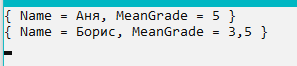 { Name = Аня, MeanGrade = 5 }
{ Name = Борис, MeanGrade = 3,5 }